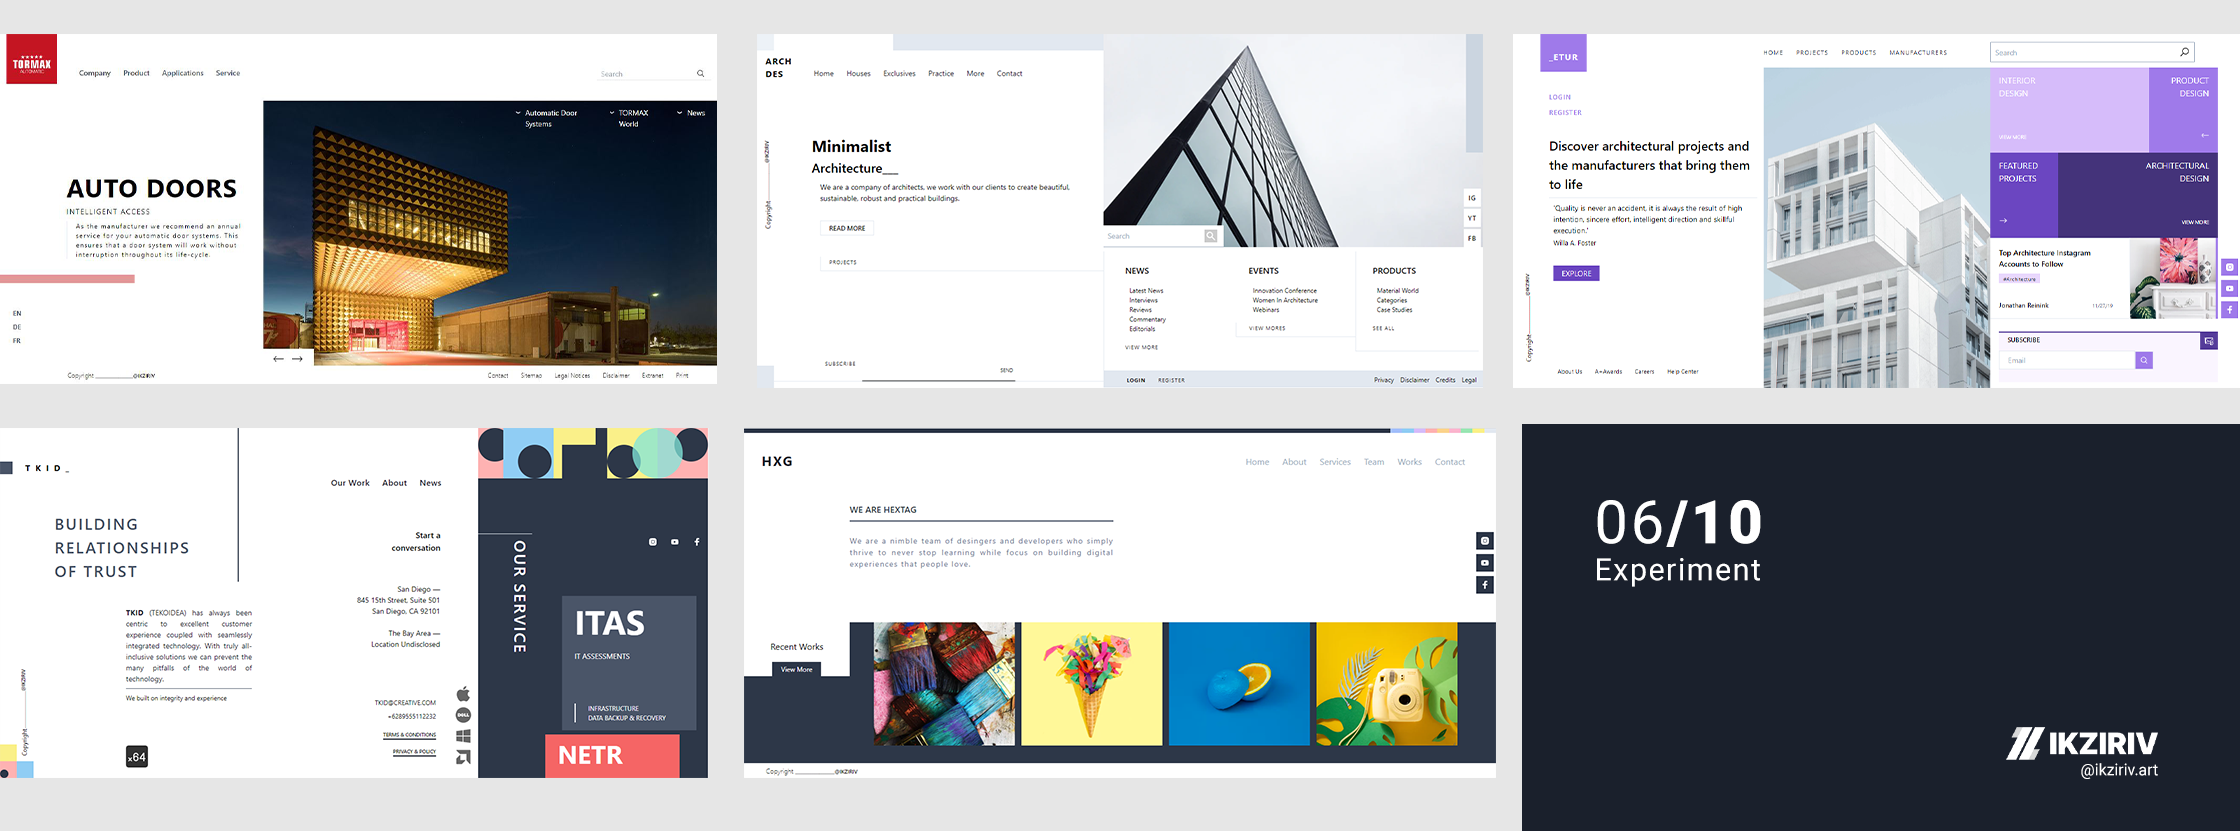 TORMAX
AUTOMATIC
Company Product Applications Service
Search
Automatic Door
Systems
TORMAX
World
News
AUTO DOORS
INTELLIGENT ACCESS
As the manufacturer we recommend an annual
service for your automatic door systems. This
ensures that a door system will work without
interruption throughout its life-cycle.
EN
DE
FR
Copyright ____________@IKZIRIV
Contact Sitemap Legal Notices Disclaimer Extranet Print
ARCH
DES
Home Houses Exclusives Practice More Contact
@IKZIRIV
Copyright
Minimalist
Architecture___
We are a company of architects, we work with our clients to create beautiful,
sustainable, robust and practical buildings.
READ MORE
PROJECTS
SUBSCRIBE
SEND
IG
VT
FB
Search
NEWS
Latest News
Interviews
Reviews
Commentary
Editorials
VIEW MORE
EVENTS
Innovation Conference
Women In Architecture
Webinars
VIEW MORES
PRODUCTS
Material World
Categories
Case Studies
SEE ALL
LOGIN REGISTER
Privacy Disclaimer Credits Legal
_ETUR
HOME PROJECTS PRODUCTS MANUFACTURERS
Search
LOGIN
REGISTER
Discover architectural projects and
the manufacturers that bring them
to life
'Quality is never an accident, it is always the result of high
intention, sincere effort, intelligent direction and skillful
execution.'
Willa A. Foster
EXPLORE
@IKZIRIV
Copyright
About Us A+Awards Careers Help Center
INTERIOR
DESIGN
VIEW MORE
PRODUCT
DESIGN
FEATURED
PROJECTS
ARCHITECTURAL
DESIGN
VIEW MORE
Top Architecture Instagram
Accounts to Follow
#Architecture
Jonathan Reinink 11/27/19
SUBSCRIBE
Email
TKID_
BUILDING
RELATIONSHIPS
OF TRUST
TKID (TEKOIDEA) has always been
centric to excellent customer
experience coupled with seamlessly
integrated technology. With truly all-
inclusive solutions we can prevent the
many pitfalls of the world of
technology.
We built on integrity and experience
@IKZIRIV
Copyright
x64
Our Work About News
Start a
conversation
San Diego —
845 15th Street, Suite 501
San Diego, CA 92101
The Bay Area —
Location Undisclosed
TKID@CREATIVE.COM
+6289555112232
TERMS & CONDITIONS
PRIVACY & POLICY
DELL
OUR SERVICE
ITAS
IT ASSESSMENTS
INFRASTRUCTURE
DATA BACKUP & RECOVERY
NETR
HXG
Home About Services Team Works Contact
WE ARE HEXTAG
We are a nimble team of desingers and developers who simply
thrive to never stop learning while focus on building digital
experiences that people love.
Recent Works
View More
Copyright ____________@IKZIRIV
06/10
Experiment
IKZIRIV
@ikziriv.art